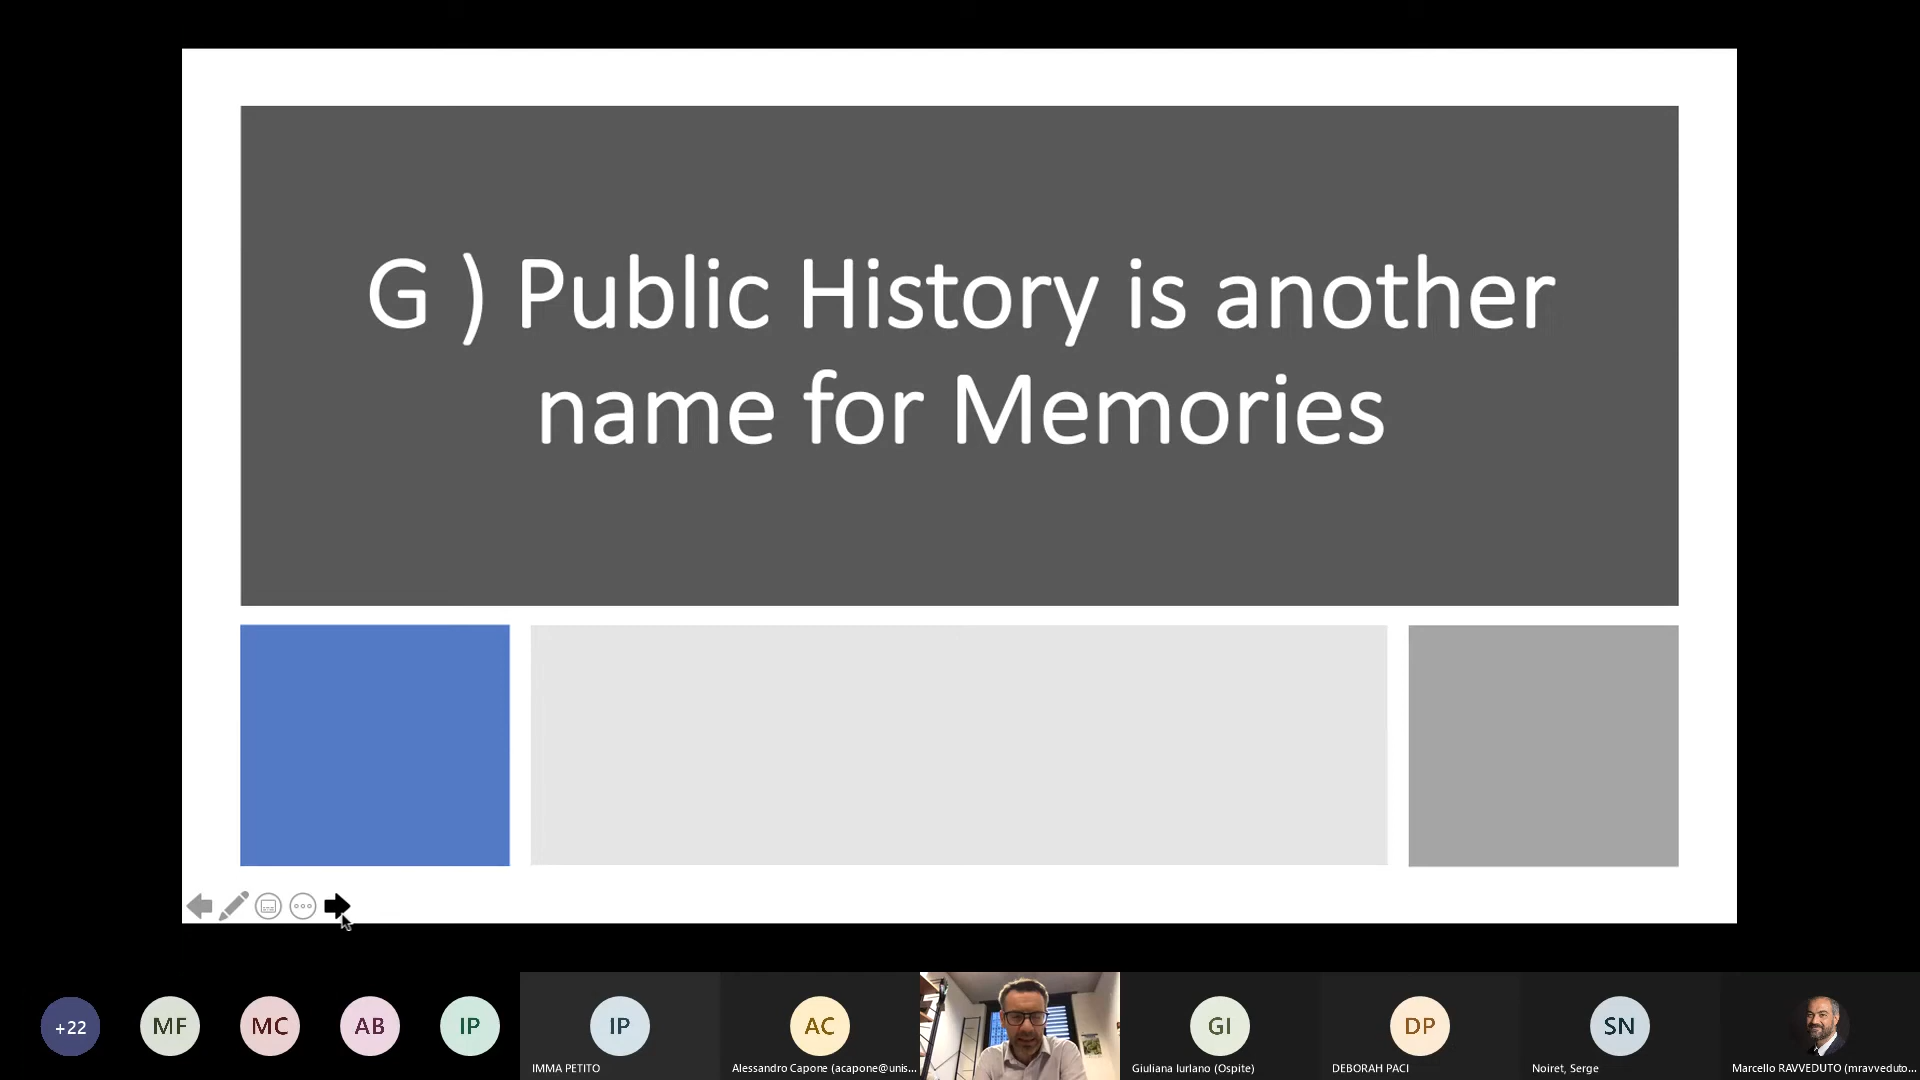 G ) Public History is another
name for Memories
+22
MF
MC
AB
IP
IP
AC
GI
DP
SN
IMMA PETITO
Alessandro Capone (acapone@unis...
Giuliana Iurlano (Ospite)
DEBORAH PACI
Noiret, Serge
Marcello RAVVEDUTO (mravveduto...